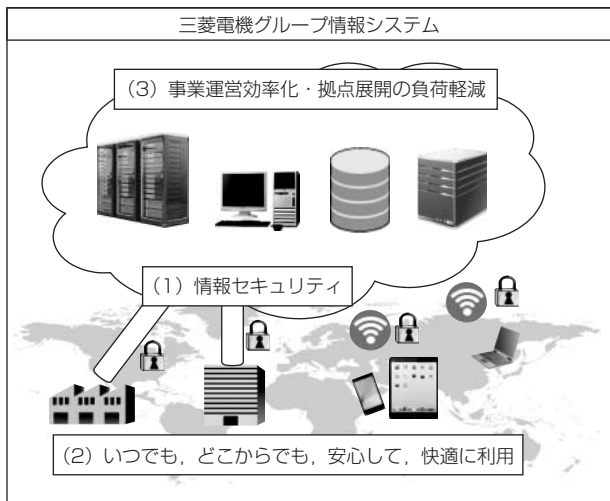 三菱電機グループ情報システム
（3）事業運営効率化・拠点展開の負荷軽減
（1）情報セキュリティ
（2）いつでも，どこからでも，安心して，快適に利用